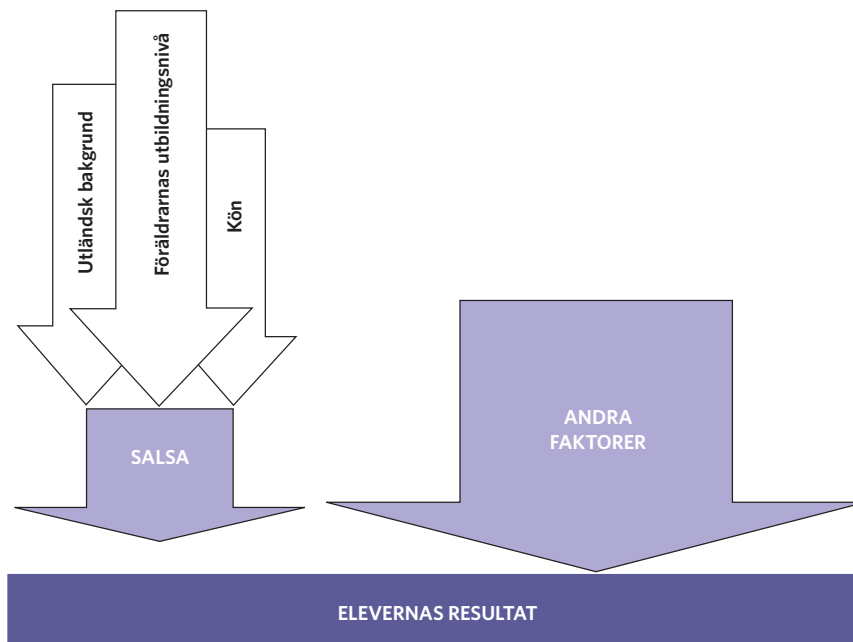 Utländsk bakgrund
Föräldrarnas utbildningsnivå
Kön
SALSA
ANDRA
FAKTORER
ELEVERNAS RESULTAT